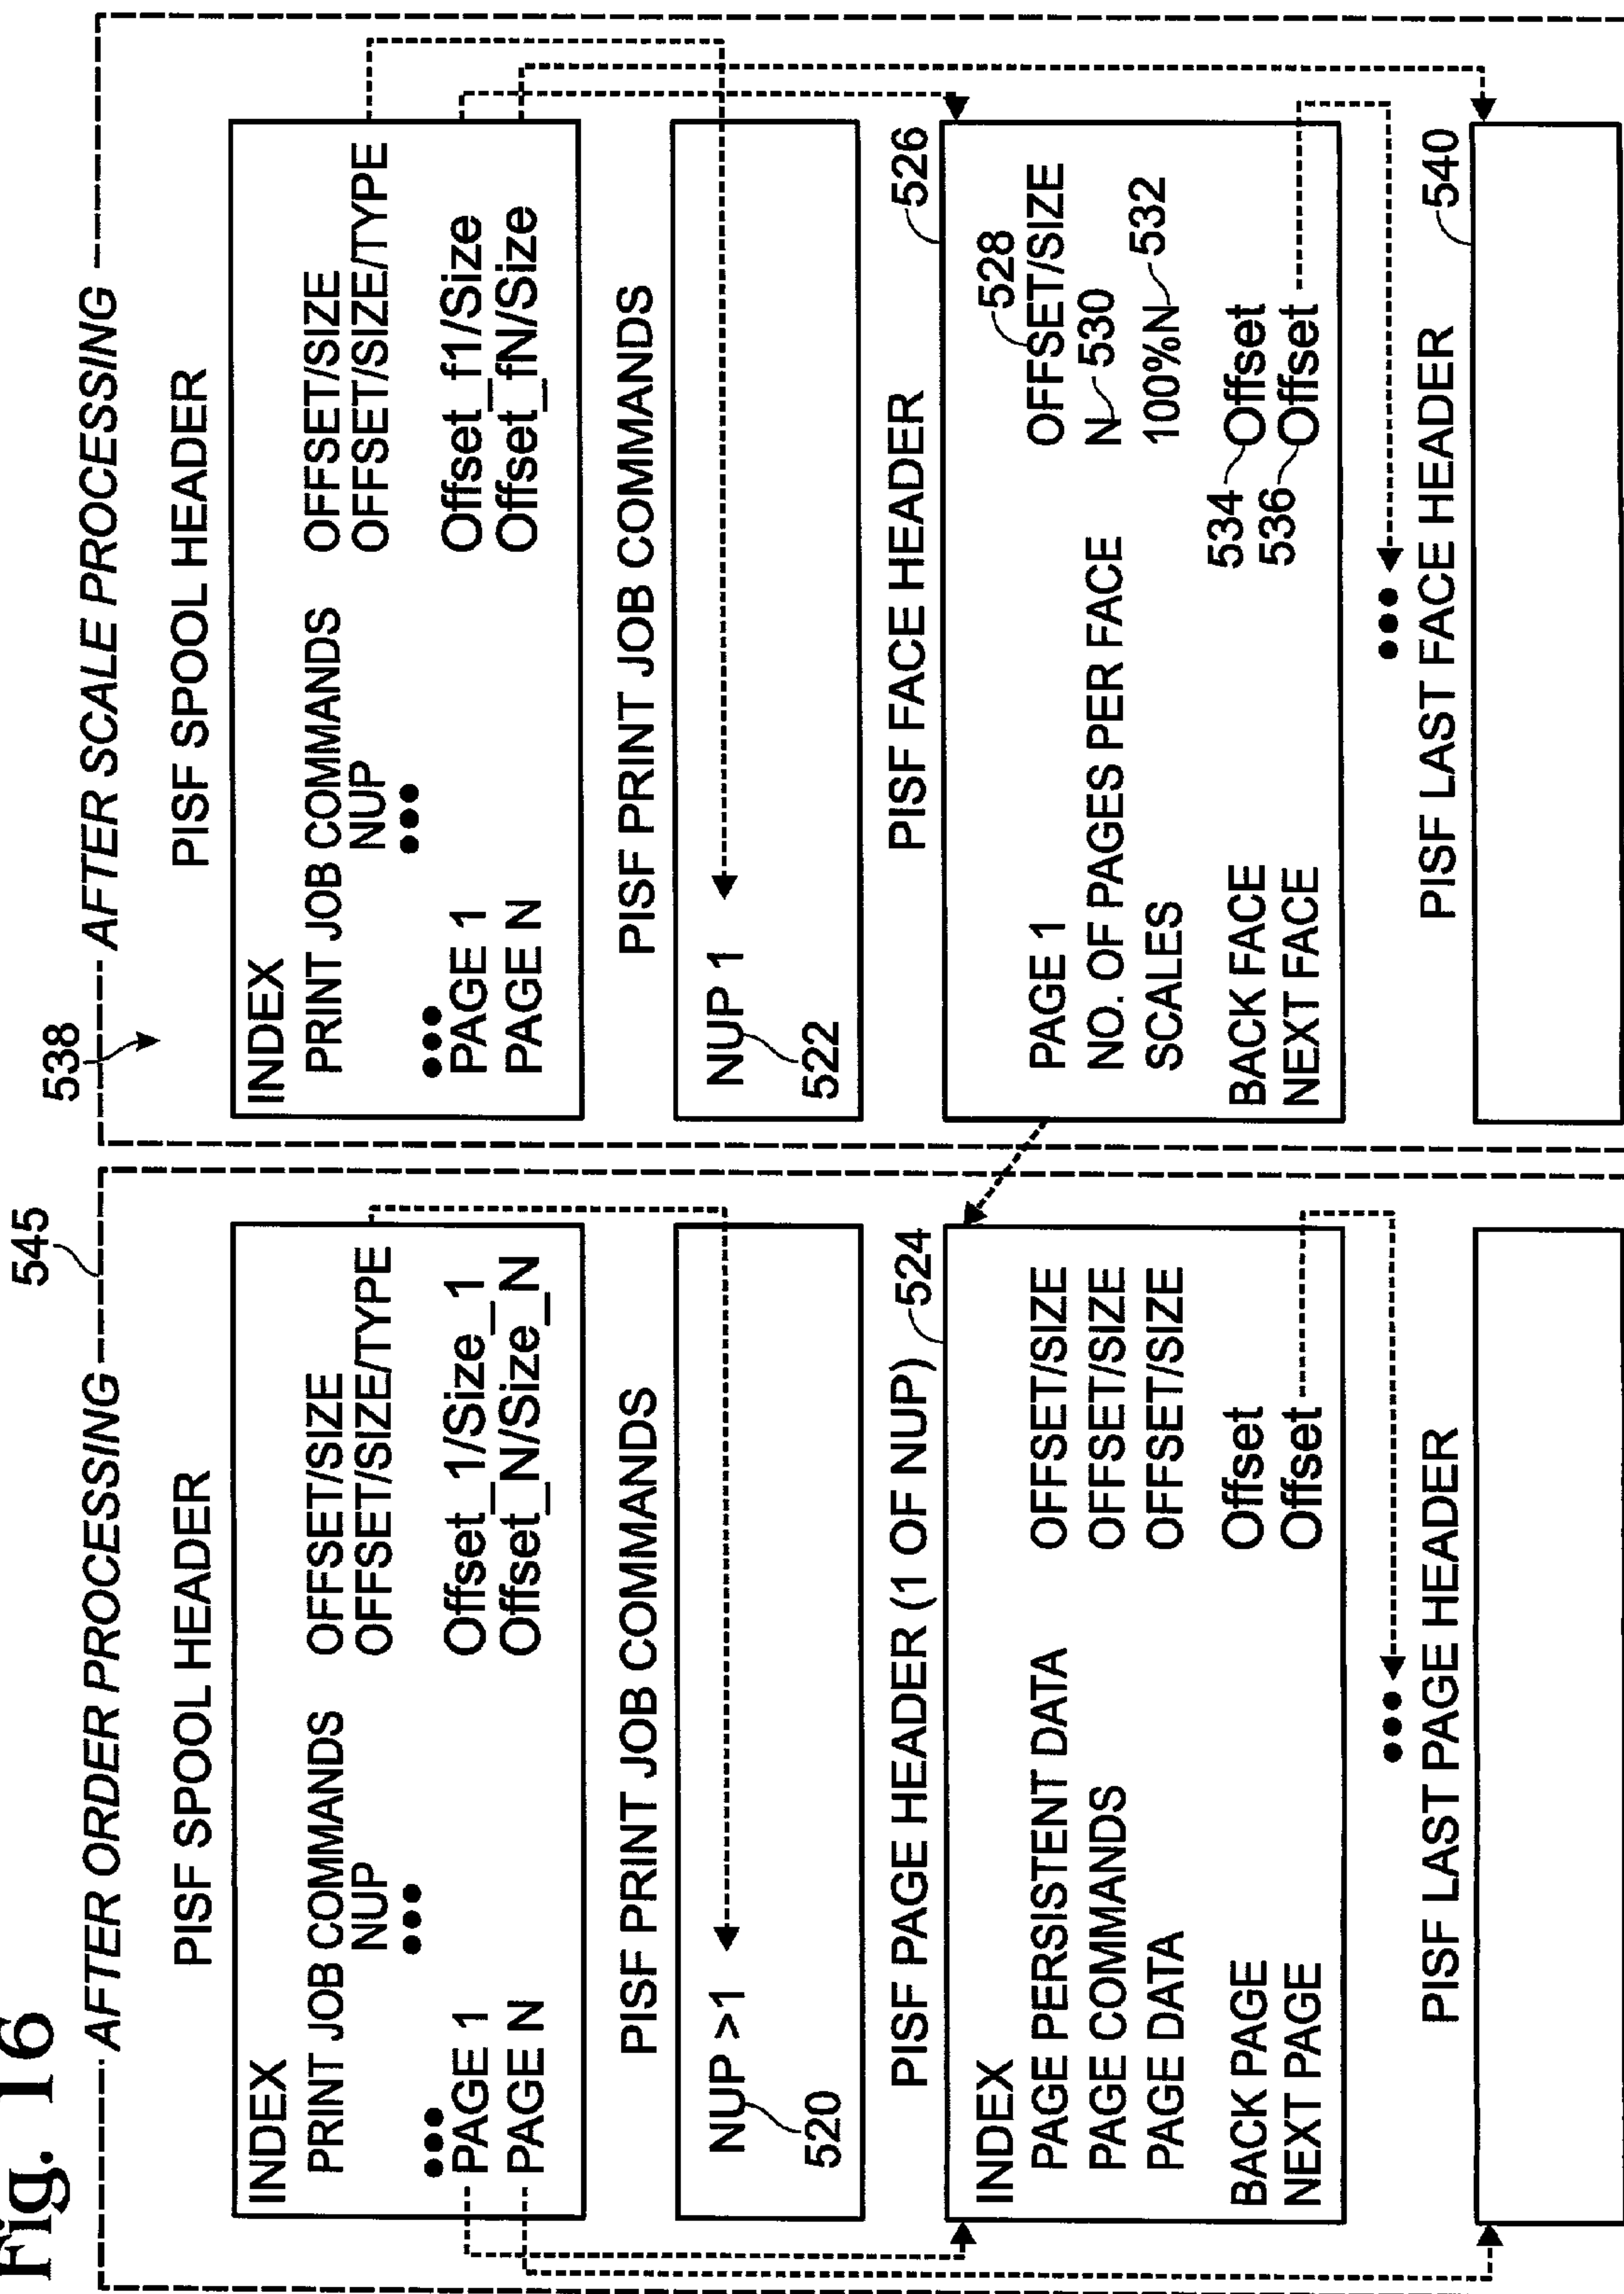 Fig. 16
545
AFTER ORDER PROCESSING
PISF SPOOL HEADER
INDEX
PRINT JOB COMMANDS OFFSET/SIZE
NUP OFFSET/SIZE/TYPE
•••
•••
PAGE 1 Offset_1/Size_1
PAGE N Offset_N/Size_N
PISF PRINT JOB COMMANDS
NUP >1
520
PISF PAGE HEADER (1 OF NUP) 524
INDEX
PAGE PERSISTENT DATA OFFSET/SIZE
PAGE COMMANDS OFFSET/SIZE
PAGE DATA OFFSET/SIZE
BACK PAGE Offset
NEXT PAGE Offset
•••
PISF LAST PAGE HEADER
538
AFTER SCALE PROCESSING
PISF SPOOL HEADER
INDEX
PRINT JOB COMMANDS OFFSET/SIZE
NUP OFFSET/SIZE/TYPE
•••
•••
PAGE 1 Offset_f1/Size
PAGE N Offset_fN/Size
PISF PRINT JOB COMMANDS
NUP 1
522
PISF FACE HEADER 526
528
PAGE 1 OFFSET/SIZE
NO. OF PAGES PER FACE N 530
SCALES 100%N 532
BACK FACE 534 Offset
NEXT FACE 536 Offset
•••
PISF LAST FACE HEADER
540